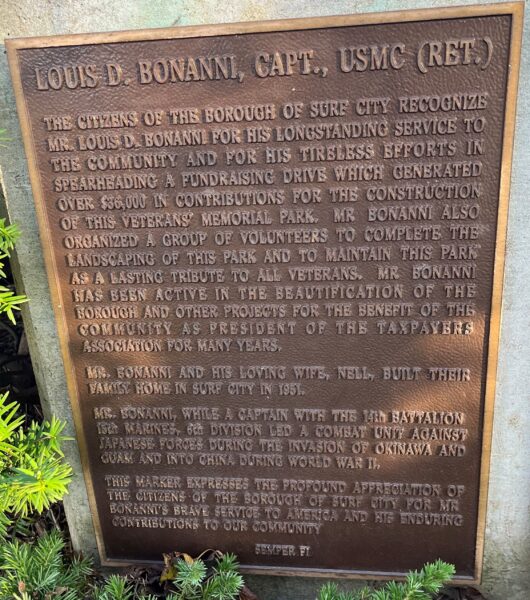 LOUIS D. BONANNI, CAPT., USMC (RET.)
THE CITIZENS OF THE BOROUGH OF SURF CITY RECOGNIZE
MR. LOUIS D. BONANNI FOR HIS LONGSTANDING SERVICE TO
THE COMMUNITY AND FOR HIS TIRELESS EFFORTS IN
SPEARHEADING A FUNDRAISING DRIVE WHICH GENERATED
OVER $36,000 IN CONTRIBUTIONS FOR THE CONSTRUCTION
OF THIS VETERANS' MEMORIAL PARK. MR BONANNI ALSO
ORGANIZED A GROUP OF VOLUNTEERS TO COMPLETE THE
LANDSCAPING OF THIS PARK AND TO MAINTAIN THIS PARK
AS A LASTING TRIBUTE TO ALL VETERANS. MR. BONANNI
HAS BEEN ACTIVE IN THE BEAUTIFICATION OF THE
BOROUGH AND OTHER PROJECTS FOR THE BENEFIT OF THE
COMMUNITY AS PRESIDENT OF THE TAXPAYERS
ASSOCIATION FOR MANY YEARS.
MR. BONANNI AND HIS LOVING WIFE, NELL, BUILT THEIR
FAMILY HOME IN SURF CITY IN 1951.
MR. BONANNI, WHILE A CAPTAIN WITH THE 14th BATTALION
15th MARINES, 6th DIVISION LED A COMBAT UNIT AGAINST
JAPANESE FORCES DURING THE INVASION OF OKINAWA AND
GUAM AND INTO CHINA DURING WORLD WAR II.
THIS MARKER EXPRESSES THE PROFOUND APPRECIATION OF
THE CITIZENS OF THE BOROUGH OF SURF CITY FOR MR
BONANNI'S BRAVE SERVICE TO AMERICA AND HIS ENDURING
CONTRIBUTIONS TO OUR COMMUNITY
SEMPER FI